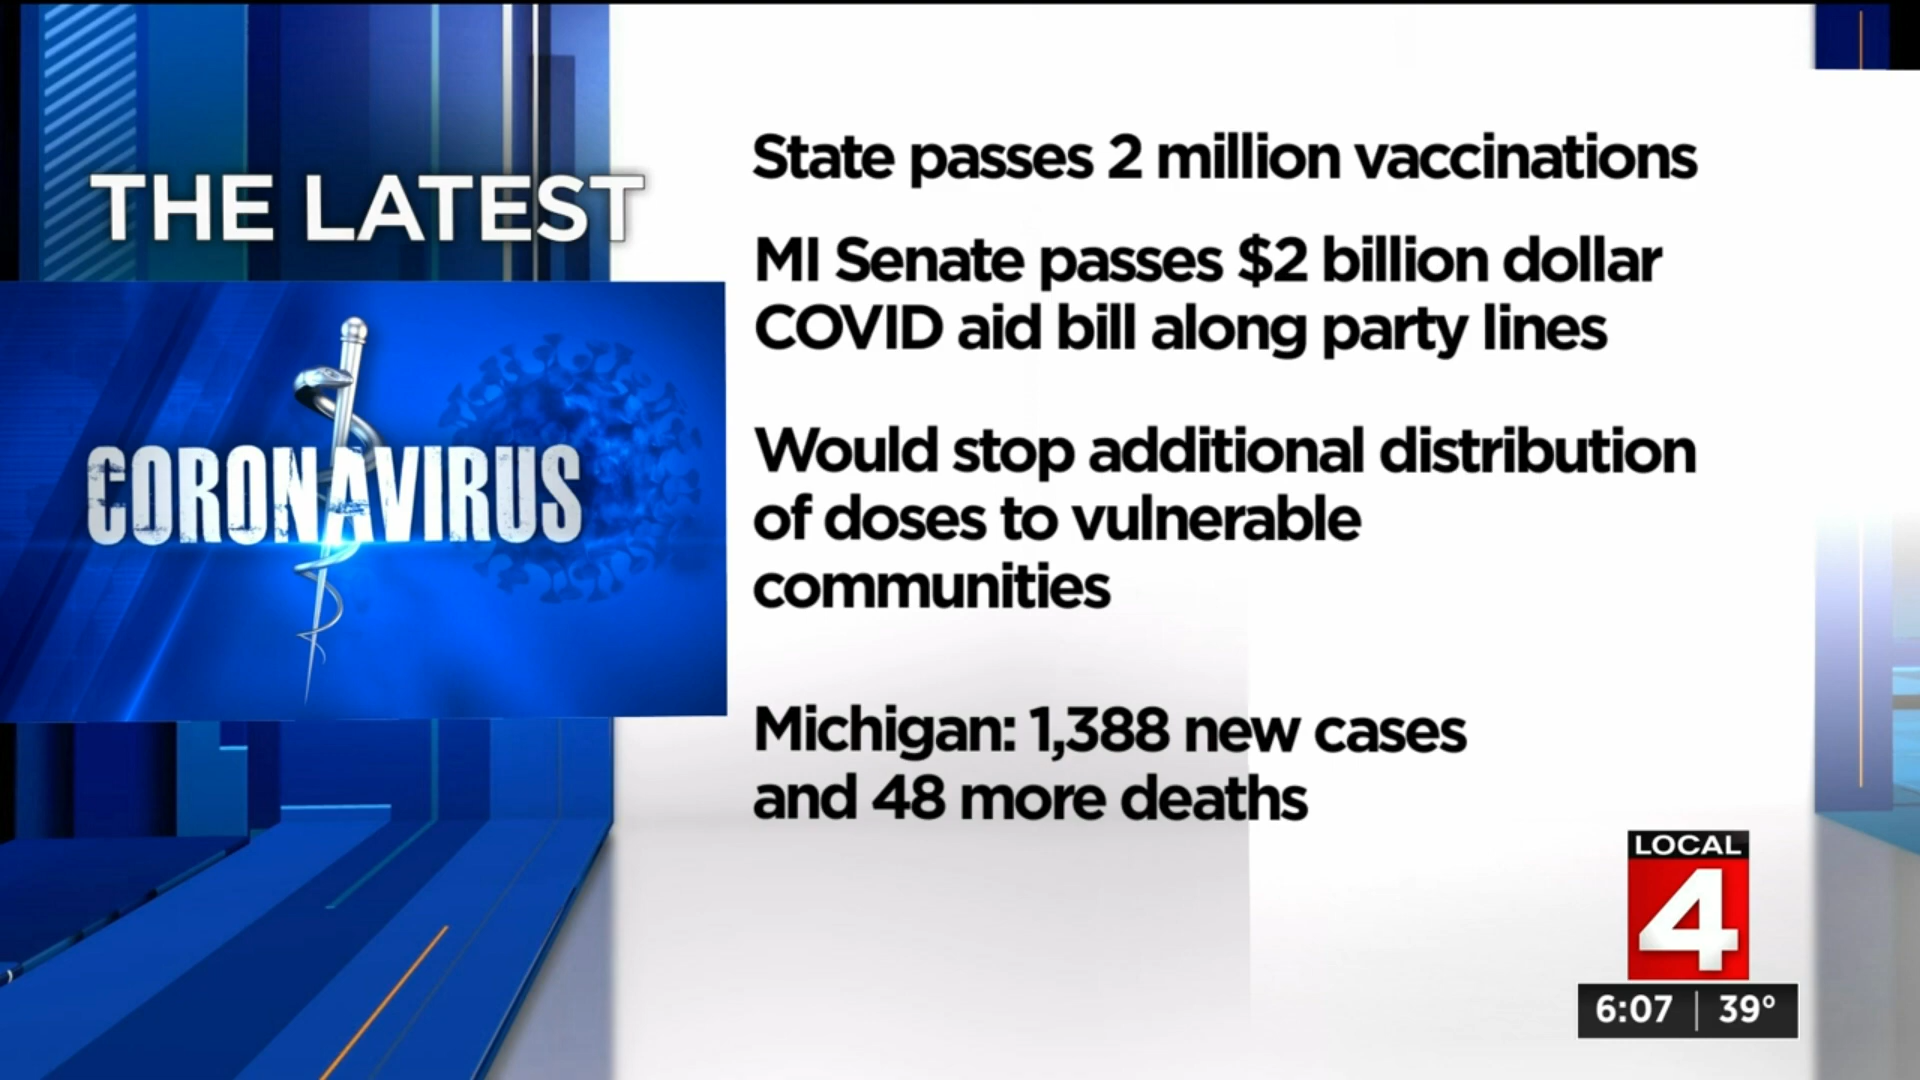 THE LATEST
CORONAVIRUS
State passes 2 million vaccinations
MI Senate passes $2 billion dollar
COVID aid bill along party lines
Would stop additional distribution
of doses to vulnerable
communities
Michigan: 1,388 new cases
and 48 more deaths
LOCAL
4
6:07 39°